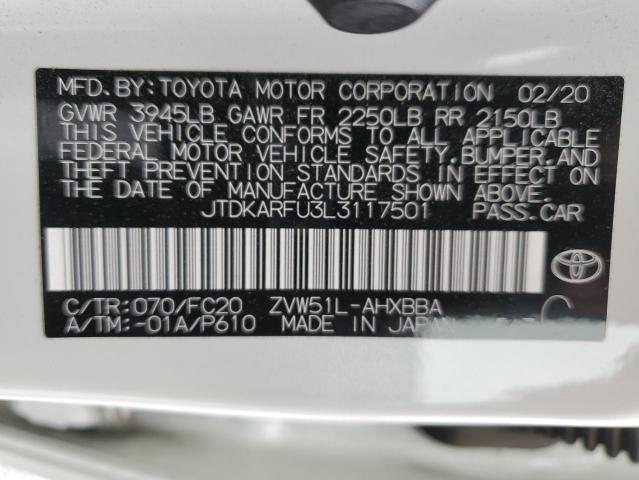 MFD. BY: TOYOTA MOTOR CORPORATION 02/20
GVWR 3945LB GAWR FR 2250LB RR 2150LB
THIS VEHICLE CONFORMS TO ALL APPLICABLE
FEDERAL MOTOR VEHICLE SAFETY, BUMPER, AND
THEFT PREVENTION STANDARDS IN EFFECT ON
THE DATE OF MANUFACTURE SHOWN ABOVE.
JTDKARFU3L3117501 PASS. CAR
C/TR: 070/FC20 ZVW51L-AHXBBA C
A/TM: -01A/P610 MADE IN JAPAN